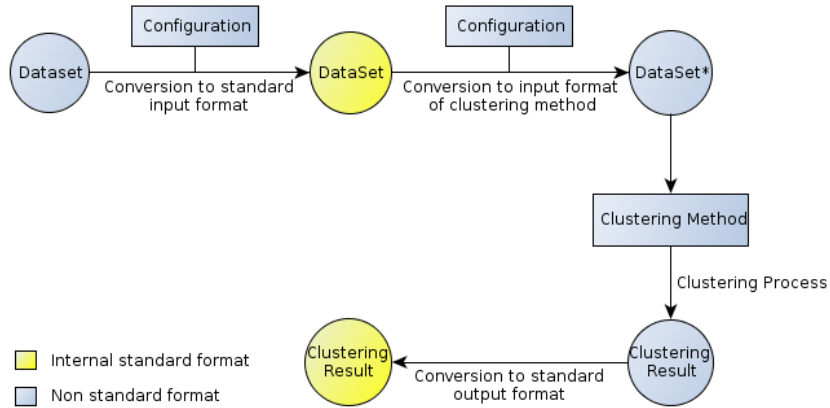 Configuration
Configuration
Dataset
DataSet
DataSet*
Conversion to standard
input format
Conversion to input format
of clustering method
Clustering Method
Clustering Process
Clustering
Result
Clustering
Result
Conversion to standard
output format
Internal standard format
Non standard format